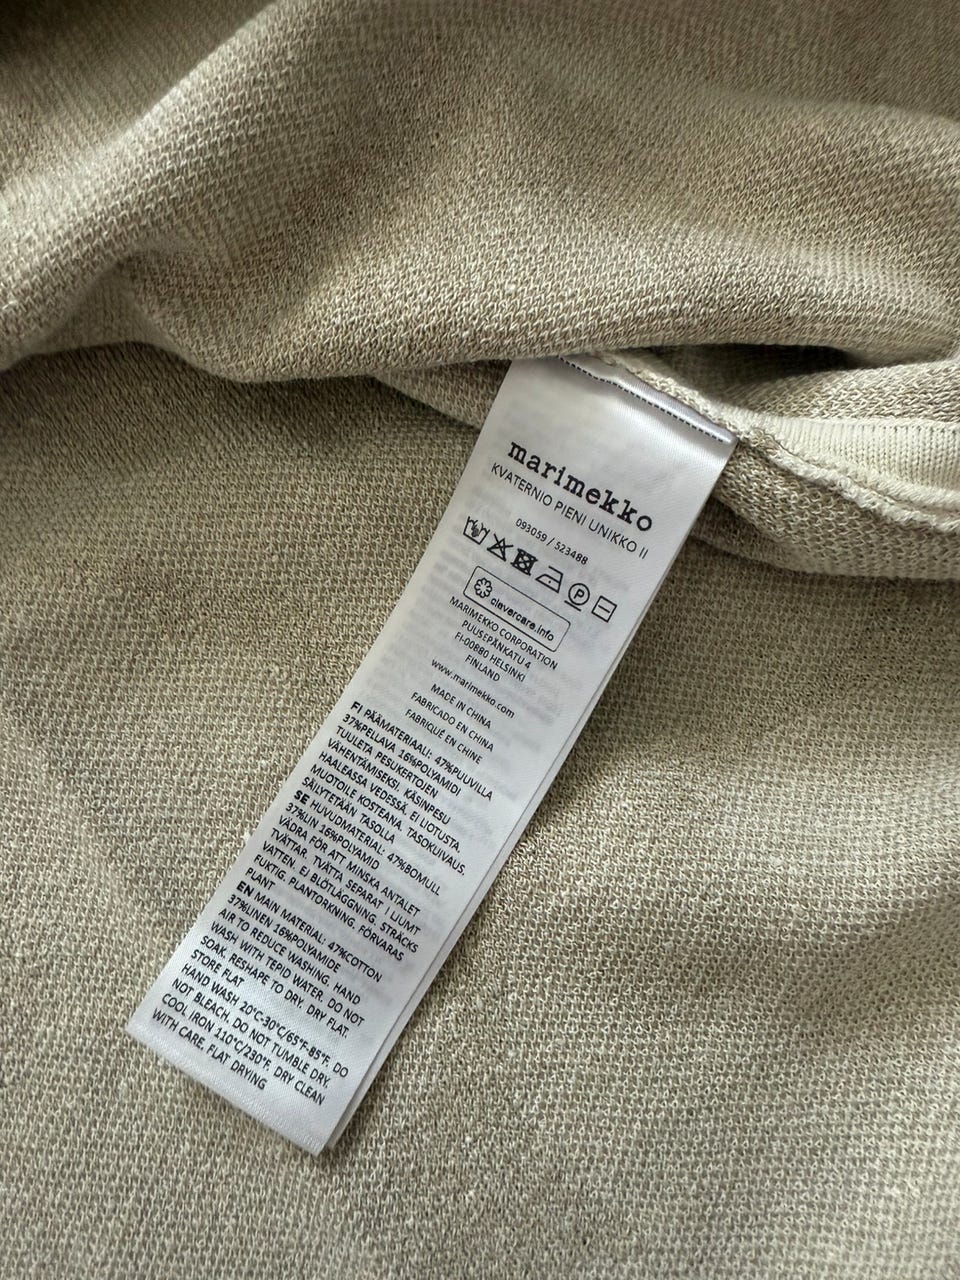 marimekko
KVATERNIO PIENI UNIKKO II
093059 / 523488
P
clevercare.info
MARIMEKKO CORPORATION
PUUSEPÄNKATU 4
FI-00880 HELSINKI
FINLAND
www.marimekko.com
MADE IN CHINA
FABRICADO EN CHINA
FABRIQUÉ EN CHINE
FI PÄÄMATERIAALI: 47%PUUVILLA
37%PELLAVA 16%POLYAMIDI
TUULETA PESUKERTOJEN
VÄHENTÄMISEKSI. KÄSINPESU
HAALEASSA VEDESSÄ. EI LIOTUSTA.
MUOTOILE KOSTEANA. TASOKUIVAUS.
SÄILYTETÄÄN TASOLLA
SE HUVUDMATERIAL: 47%BOMULL
37%LIN 16%POLYAMID
VÄDRA FÖR ATT MINSKA ANTALET
TVÄTTAR. TVÄTTA SEPARAT I LJUMT
VATTEN. EJ BLÖTLÄGGNING. STRÄCKS
FUKTIG. PLANTORKNING. FÖRVARAS
PLANT
EN MAIN MATERIAL: 47%COTTON
37%LINEN 16%POLYAMIDE
AIR TO REDUCE WASHING. HAND
WASH WITH TEPID WATER. DO NOT
SOAK. RESHAPE TO DRY. DRY FLAT.
STORE FLAT
HAND WASH 20°C-30°C/65°F-85°F. DO
NOT BLEACH. DO NOT TUMBLE DRY.
COOL IRON 110°C/230°F. DRY CLEAN
WITH CARE. FLAT DRYING